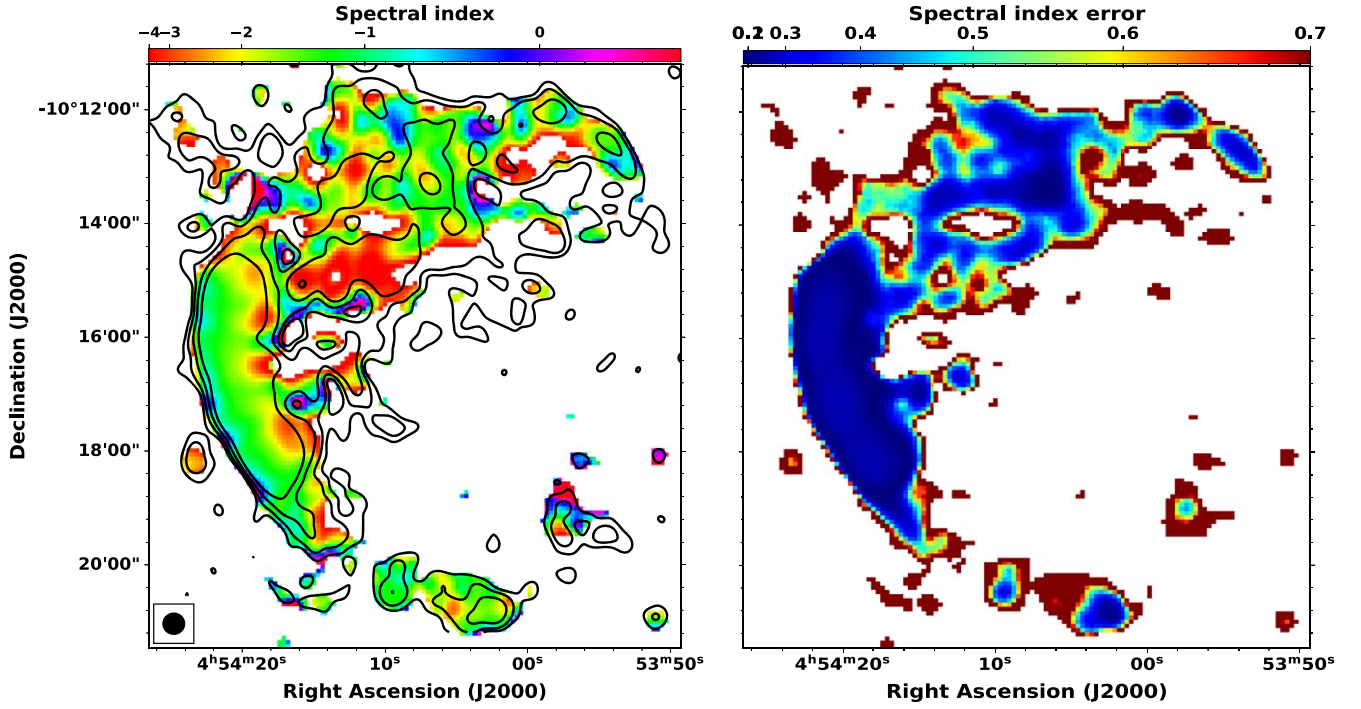 Spectral index
−4 −3 −2 −1 0
-10°12'00"
14'00"
16'00"
18'00"
20'00"
Declination (J2000)
4ʰ54ᵐ20ˢ 10ˢ 00ˢ 53ᵐ50ˢ
Right Ascension (J2000)
Spectral index error
0.3 0.4 0.5 0.6 0.7
4ʰ54ᵐ20ˢ 10ˢ 00ˢ 53ᵐ50ˢ
Right Ascension (J2000)